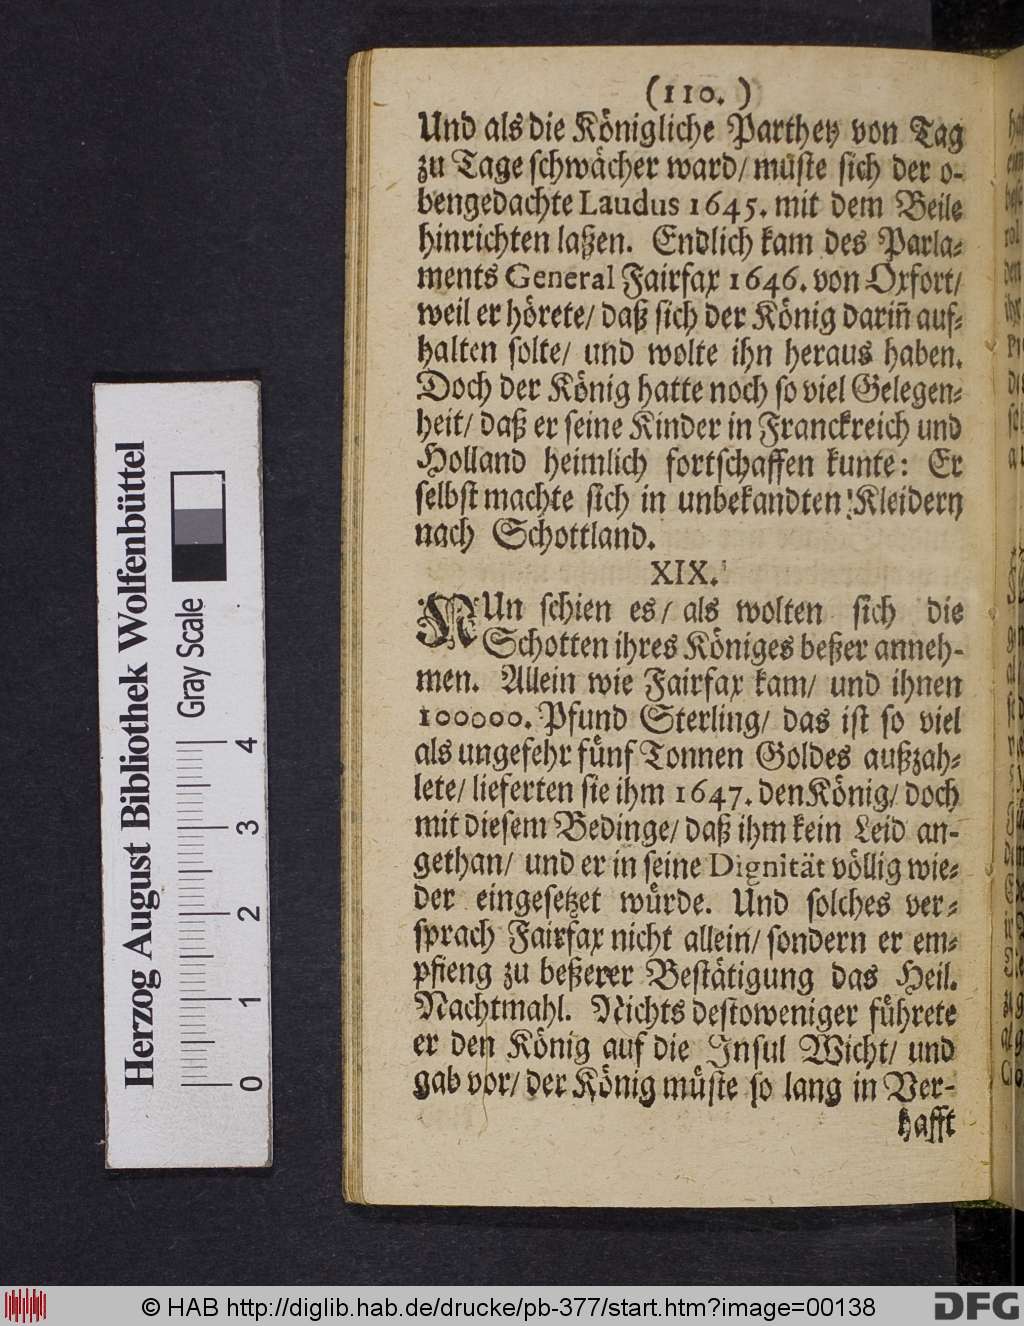 (110.)
Und als die Königliche Parthey von Tag
zu Tage schwächer ward/ müste sich der o-
bengedachte Laudus 1645. mit dem Beile
hinrichten laßen. Endlich kam des Parla-
ments General Fairfax 1646. von Oxfort/
weil er hörete/ daß sich der König darin̄ auf-
halten solte/ und wolte ihn heraus haben.
Doch der König hatte noch so viel Gelegen-
heit/ daß er seine Kinder in Franckreich und
Holland heimlich fortschaffen kunte: Er
selbst machte sich in unbekandten Kleidern
nach Schottland.
XIX.
NUn schien es/ als wolten sich die
Schotten ihres Königes beßer anneh-
men. Allein wie Fairfax kam/ und ihnen
100000. Pfund Sterling/ das ist so viel
als ungefehr fünf Tonnen Goldes außzah-
lete/ lieferten sie ihm 1647. den König/ doch
mit diesem Bedinge/ daß ihm kein Leid an-
gethan/ und er in seine Dignität völlig wie-
der eingesetzet würde. Und solches ver-
sprach Fairfax nicht allein/ sondern er em-
pfieng zu beßerer Bestätigung das Heil.
Nachtmahl. Nichts destoweniger führete
er den König auf die Insul Wicht/ und
gab vor/ der König müste so lang in Ver-
hafft
Herzog August Bibliothek Wolfenbüttel
Gray Scale
0 1 2 3 4
© HAB http://diglib.hab.de/drucke/pb-377/start.htm?image=00138
DFG